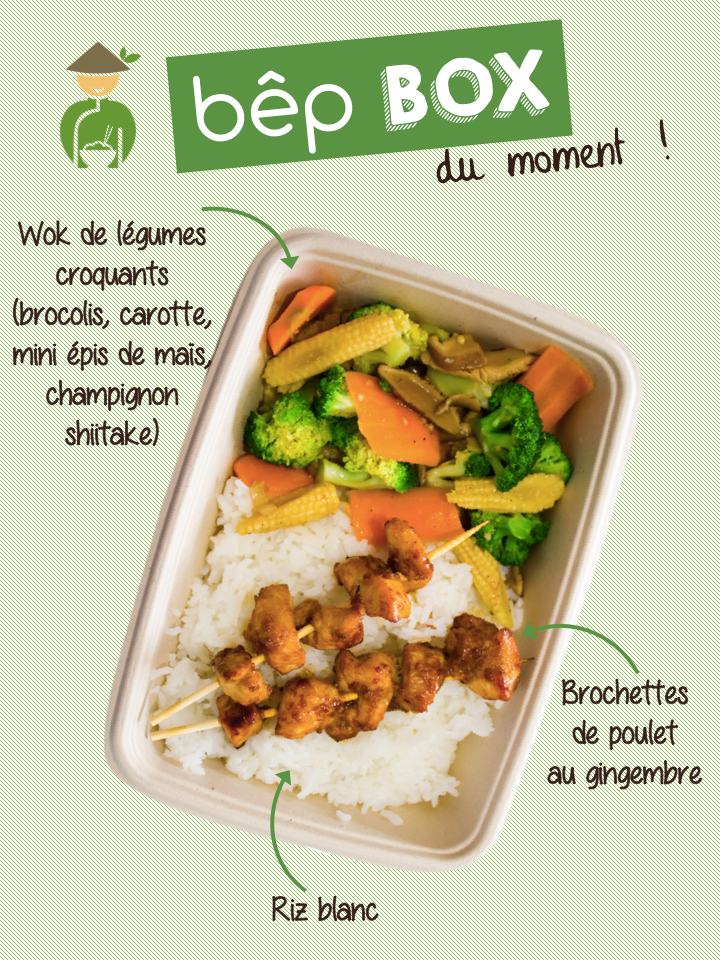 bêp BOX
du moment !
Wok de légumes
croquants
(brocolis, carotte,
mini épis de maïs,
champignon
shiitake)
Brochettes
de poulet
au gingembre
Riz blanc